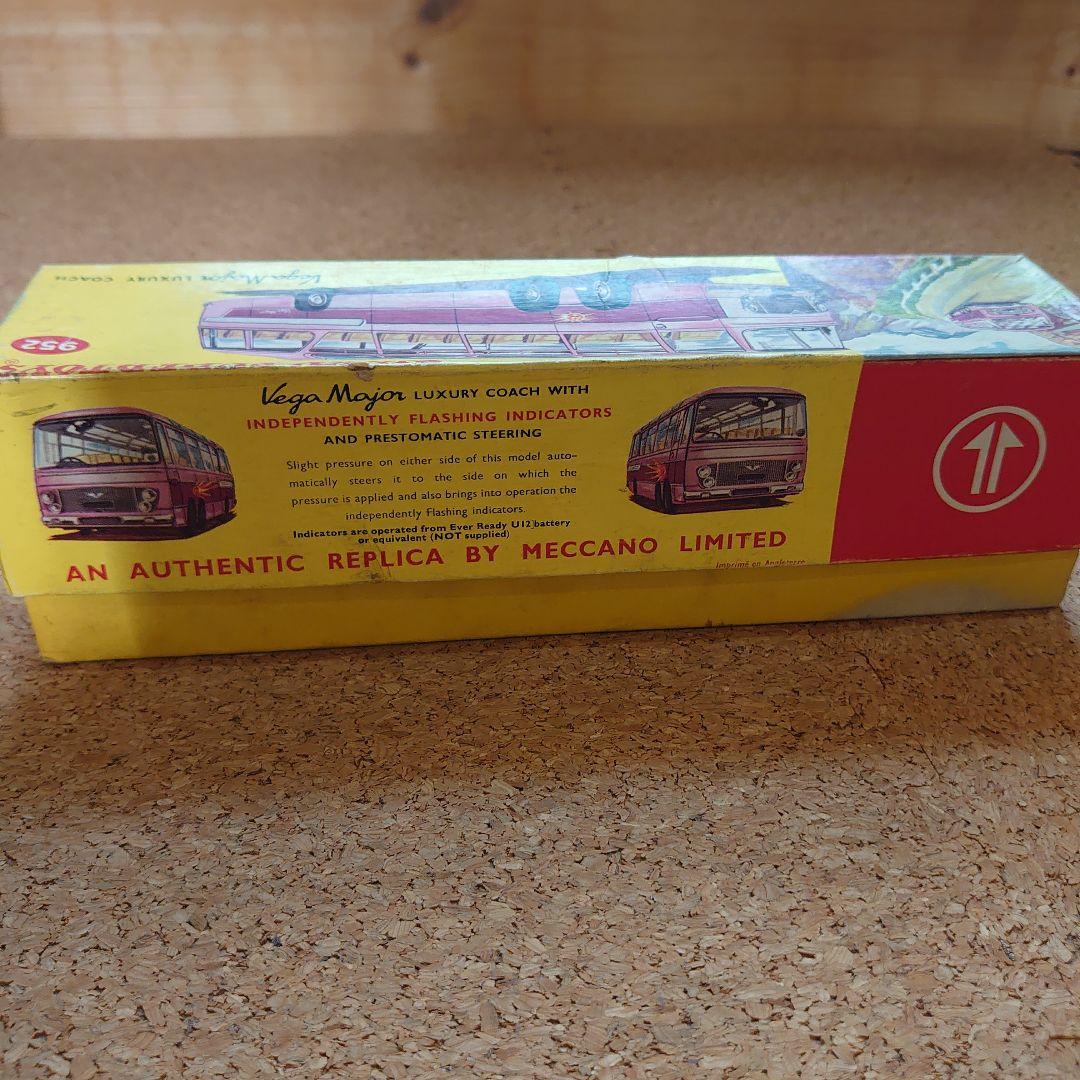 Vega Major LUXURY COACH
952
Vega Major LUXURY COACH WITH
INDEPENDENTLY FLASHING INDICATORS
AND PRESTOMATIC STEERING
Slight pressure on either side of this model auto-
matically steers it to the side on which the
pressure is applied and also brings into operation the
independently Flashing indicators.
Indicators are operated from Ever Ready U12 battery
or equivalent (NOT supplied)
AN AUTHENTIC REPLICA BY MECCANO LIMITED
Imprimé en Angleterre